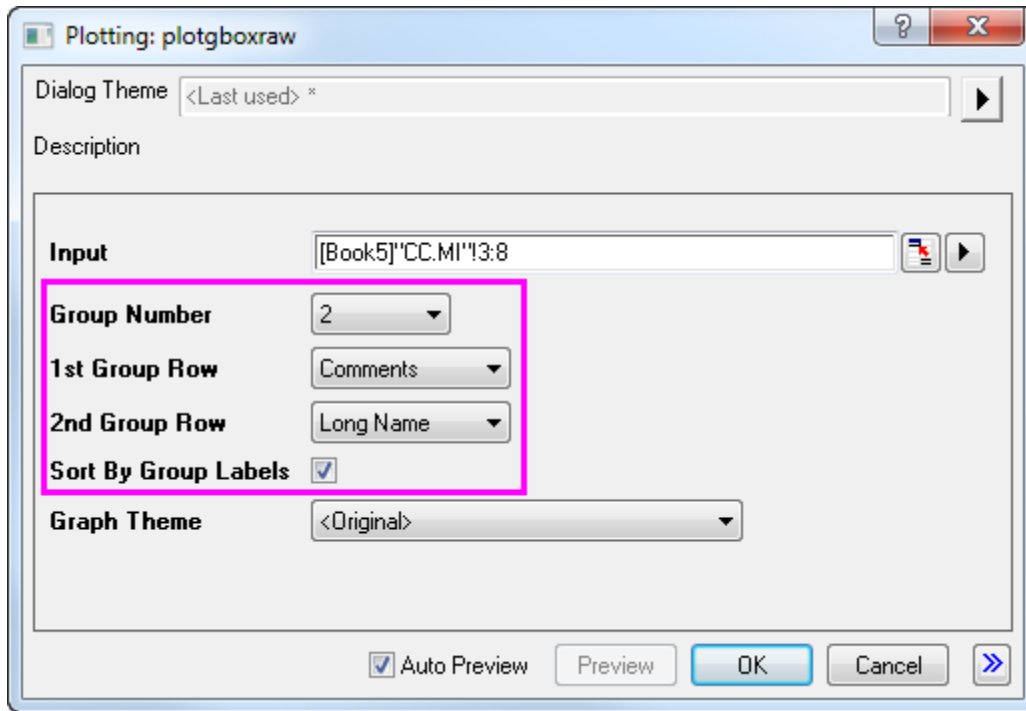 Plotting: plotgboxraw
Dialog Theme <Last used> *
Description
Input [Book5]"CC.MI"!3:8
Group Number 2
1st Group Row Comments
2nd Group Row Long Name
Sort By Group Labels
Graph Theme <Original>
Auto Preview Preview OK Cancel